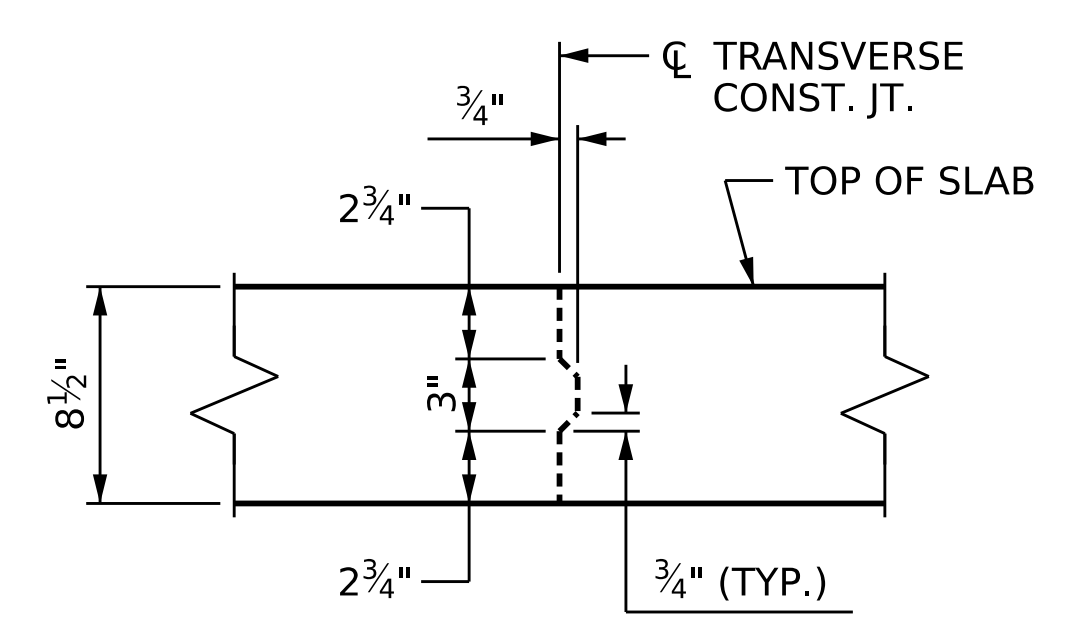 ℄ TRANSVERSE
CONST. JT.
¾"
TOP OF SLAB
2¾"
8½"
3"
2¾"
¾" (TYP.)